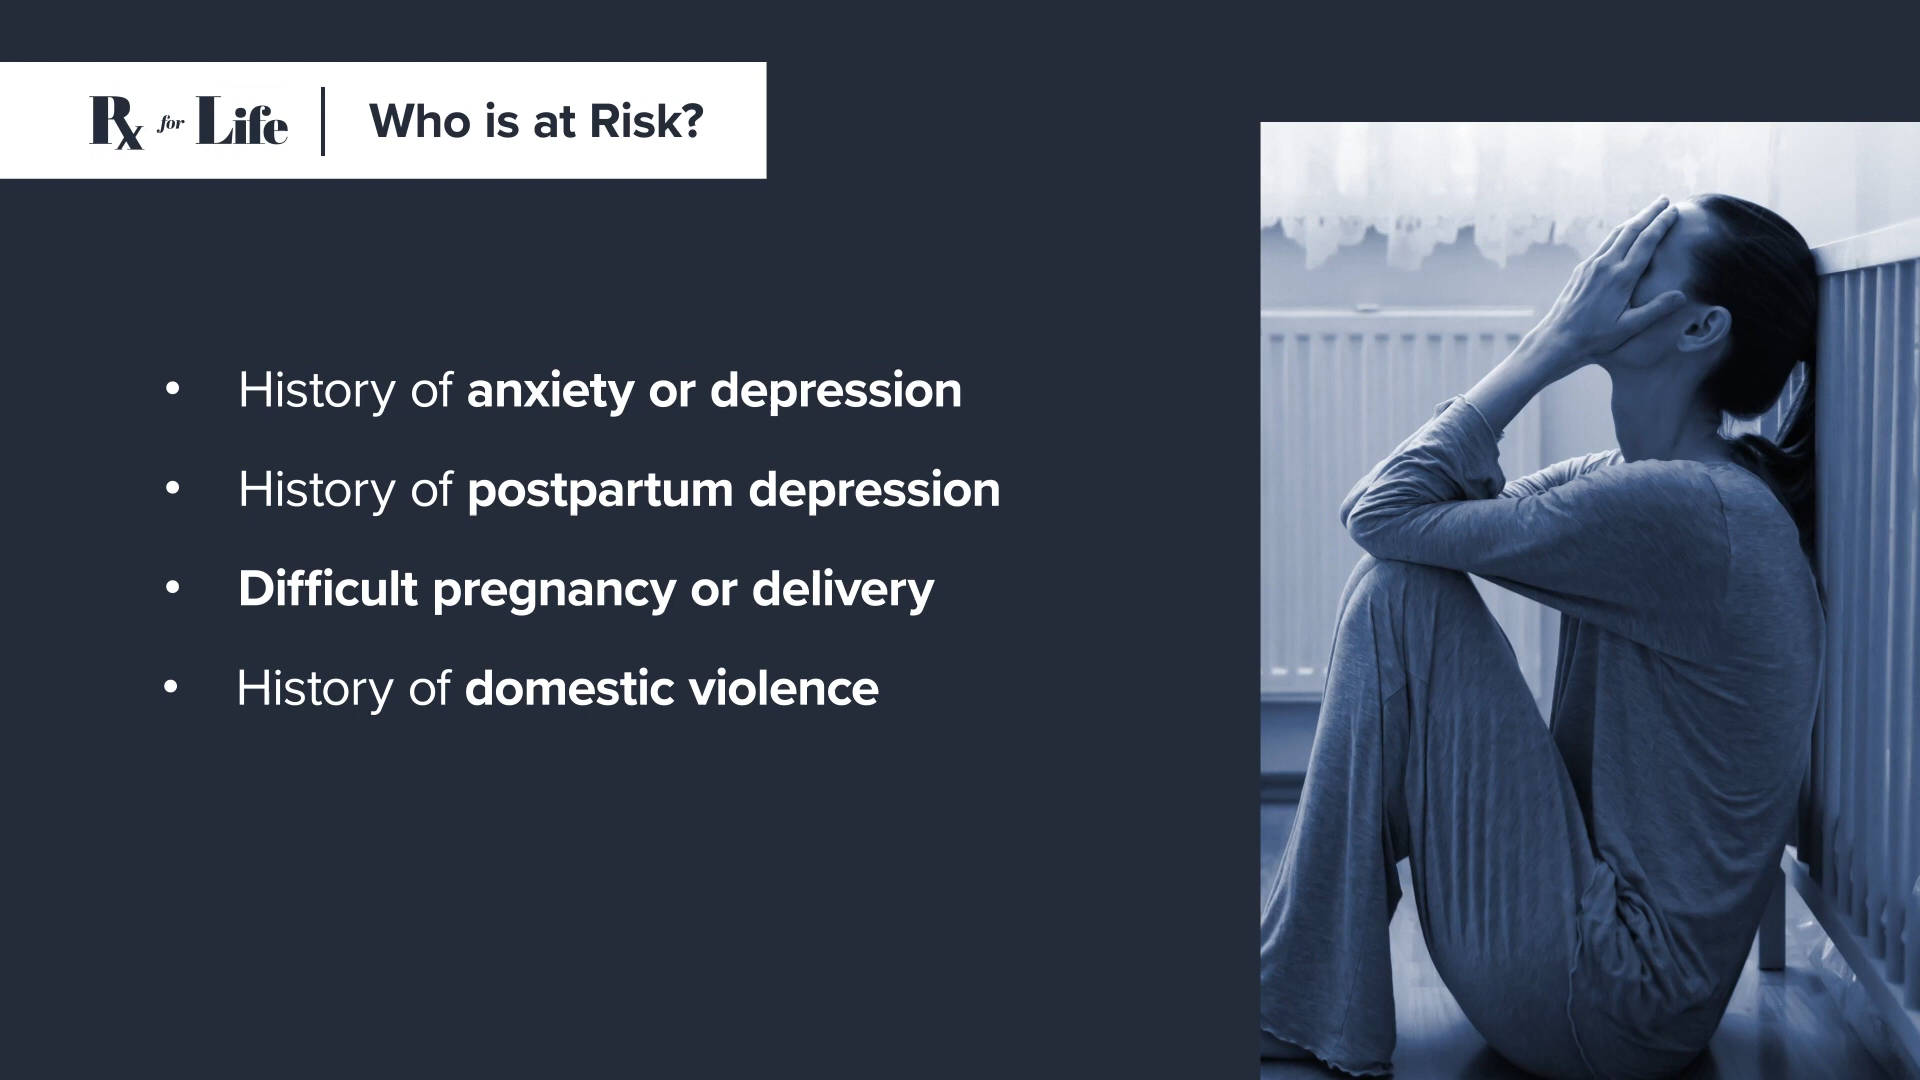 Rx for Life | Who is at Risk?
• History of anxiety or depression
• History of postpartum depression
• Difficult pregnancy or delivery
• History of domestic violence